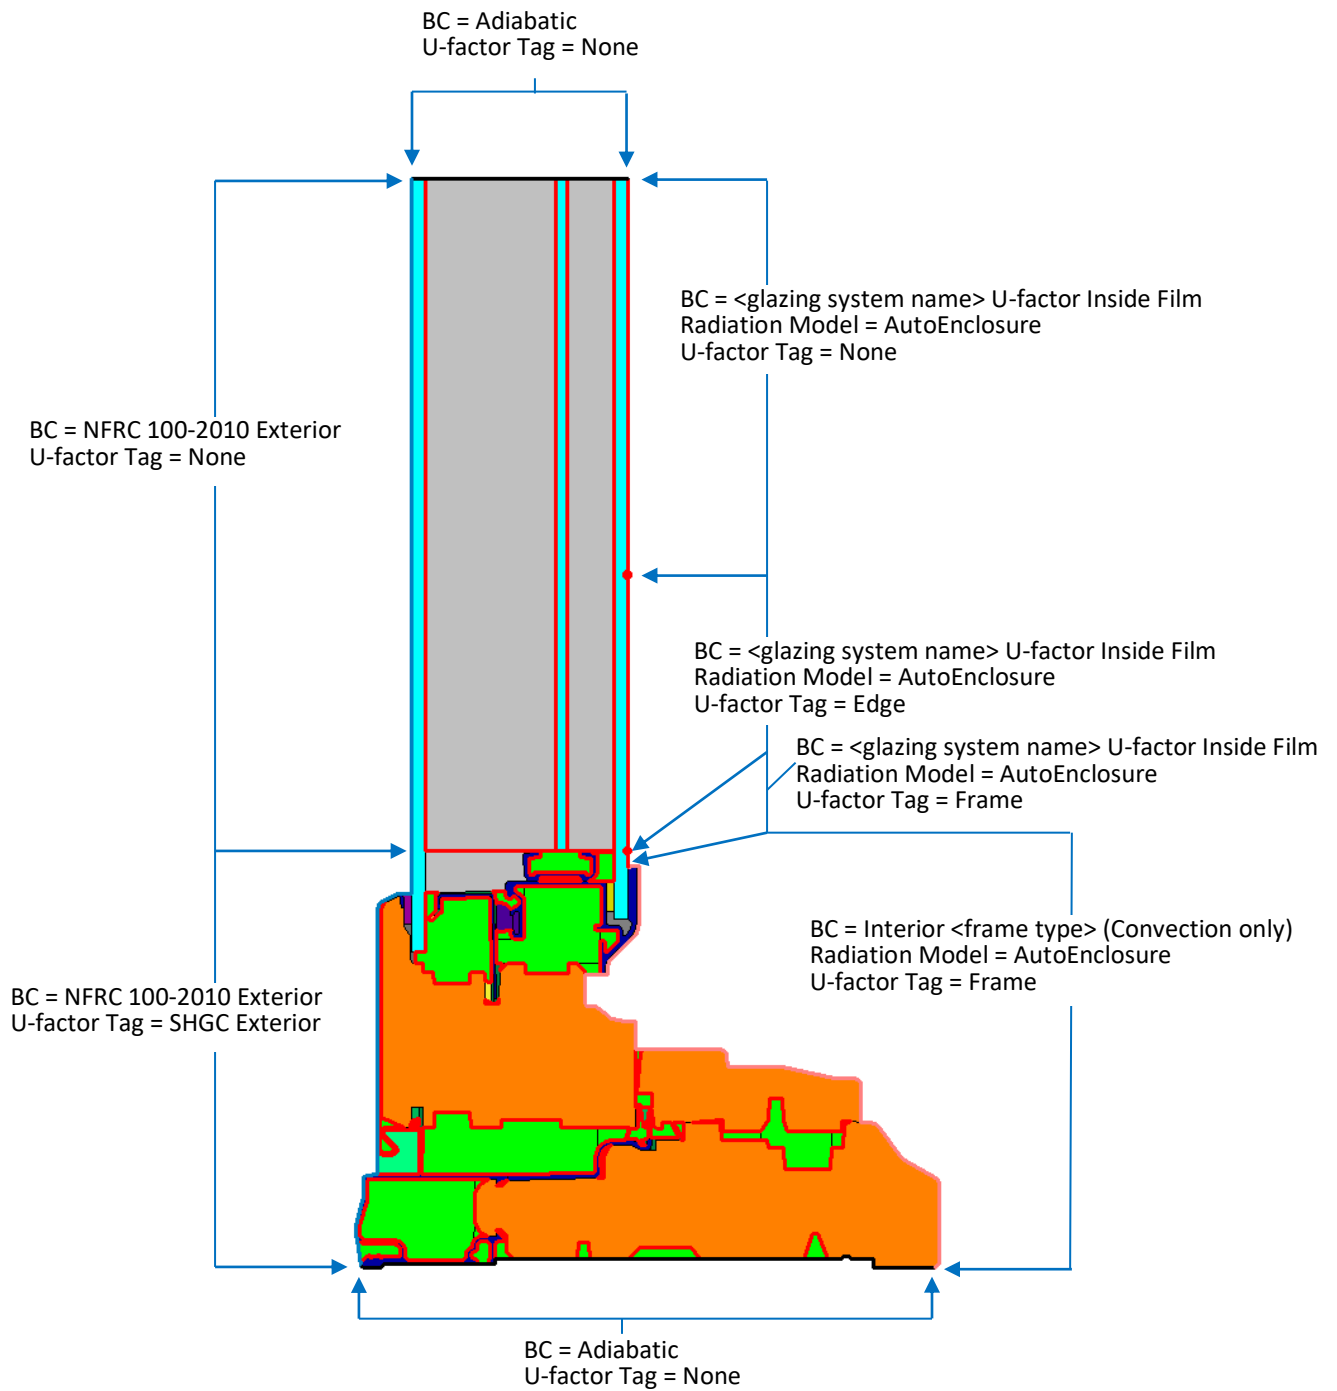 BC = Adiabatic
U-factor Tag = None
BC = <glazing system name> U-factor Inside Film
Radiation Model = AutoEnclosure
U-factor Tag = None
BC = NFRC 100-2010 Exterior
U-factor Tag = None
BC = <glazing system name> U-factor Inside Film
Radiation Model = AutoEnclosure
U-factor Tag = Edge
BC = <glazing system name> U-factor Inside Film
Radiation Model = AutoEnclosure
U-factor Tag = Frame
BC = Interior <frame type> (Convection only)
Radiation Model = AutoEnclosure
U-factor Tag = Frame
BC = NFRC 100-2010 Exterior
U-factor Tag = SHGC Exterior
BC = Adiabatic
U-factor Tag = None